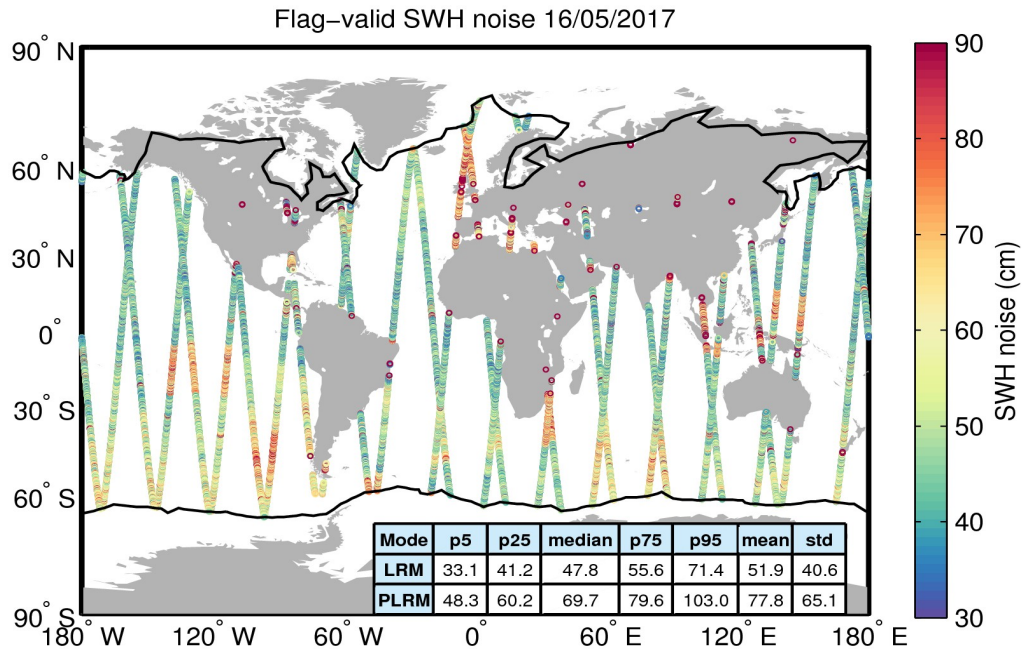 Flag−valid SWH noise 16/05/2017
90° N
60° N
30° N
0°
30° S
60° S
90° S
180° W
120° W
60° W
0°
60° E
120° E
180° E
Mode p5 p25 median p75 p95 mean std
LRM 33.1 41.2 47.8 55.6 71.4 51.9 40.6
PLRM 48.3 60.2 69.7 79.6 103.0 77.8 65.1
90
80
70
60
50
40
30
SWH noise (cm)